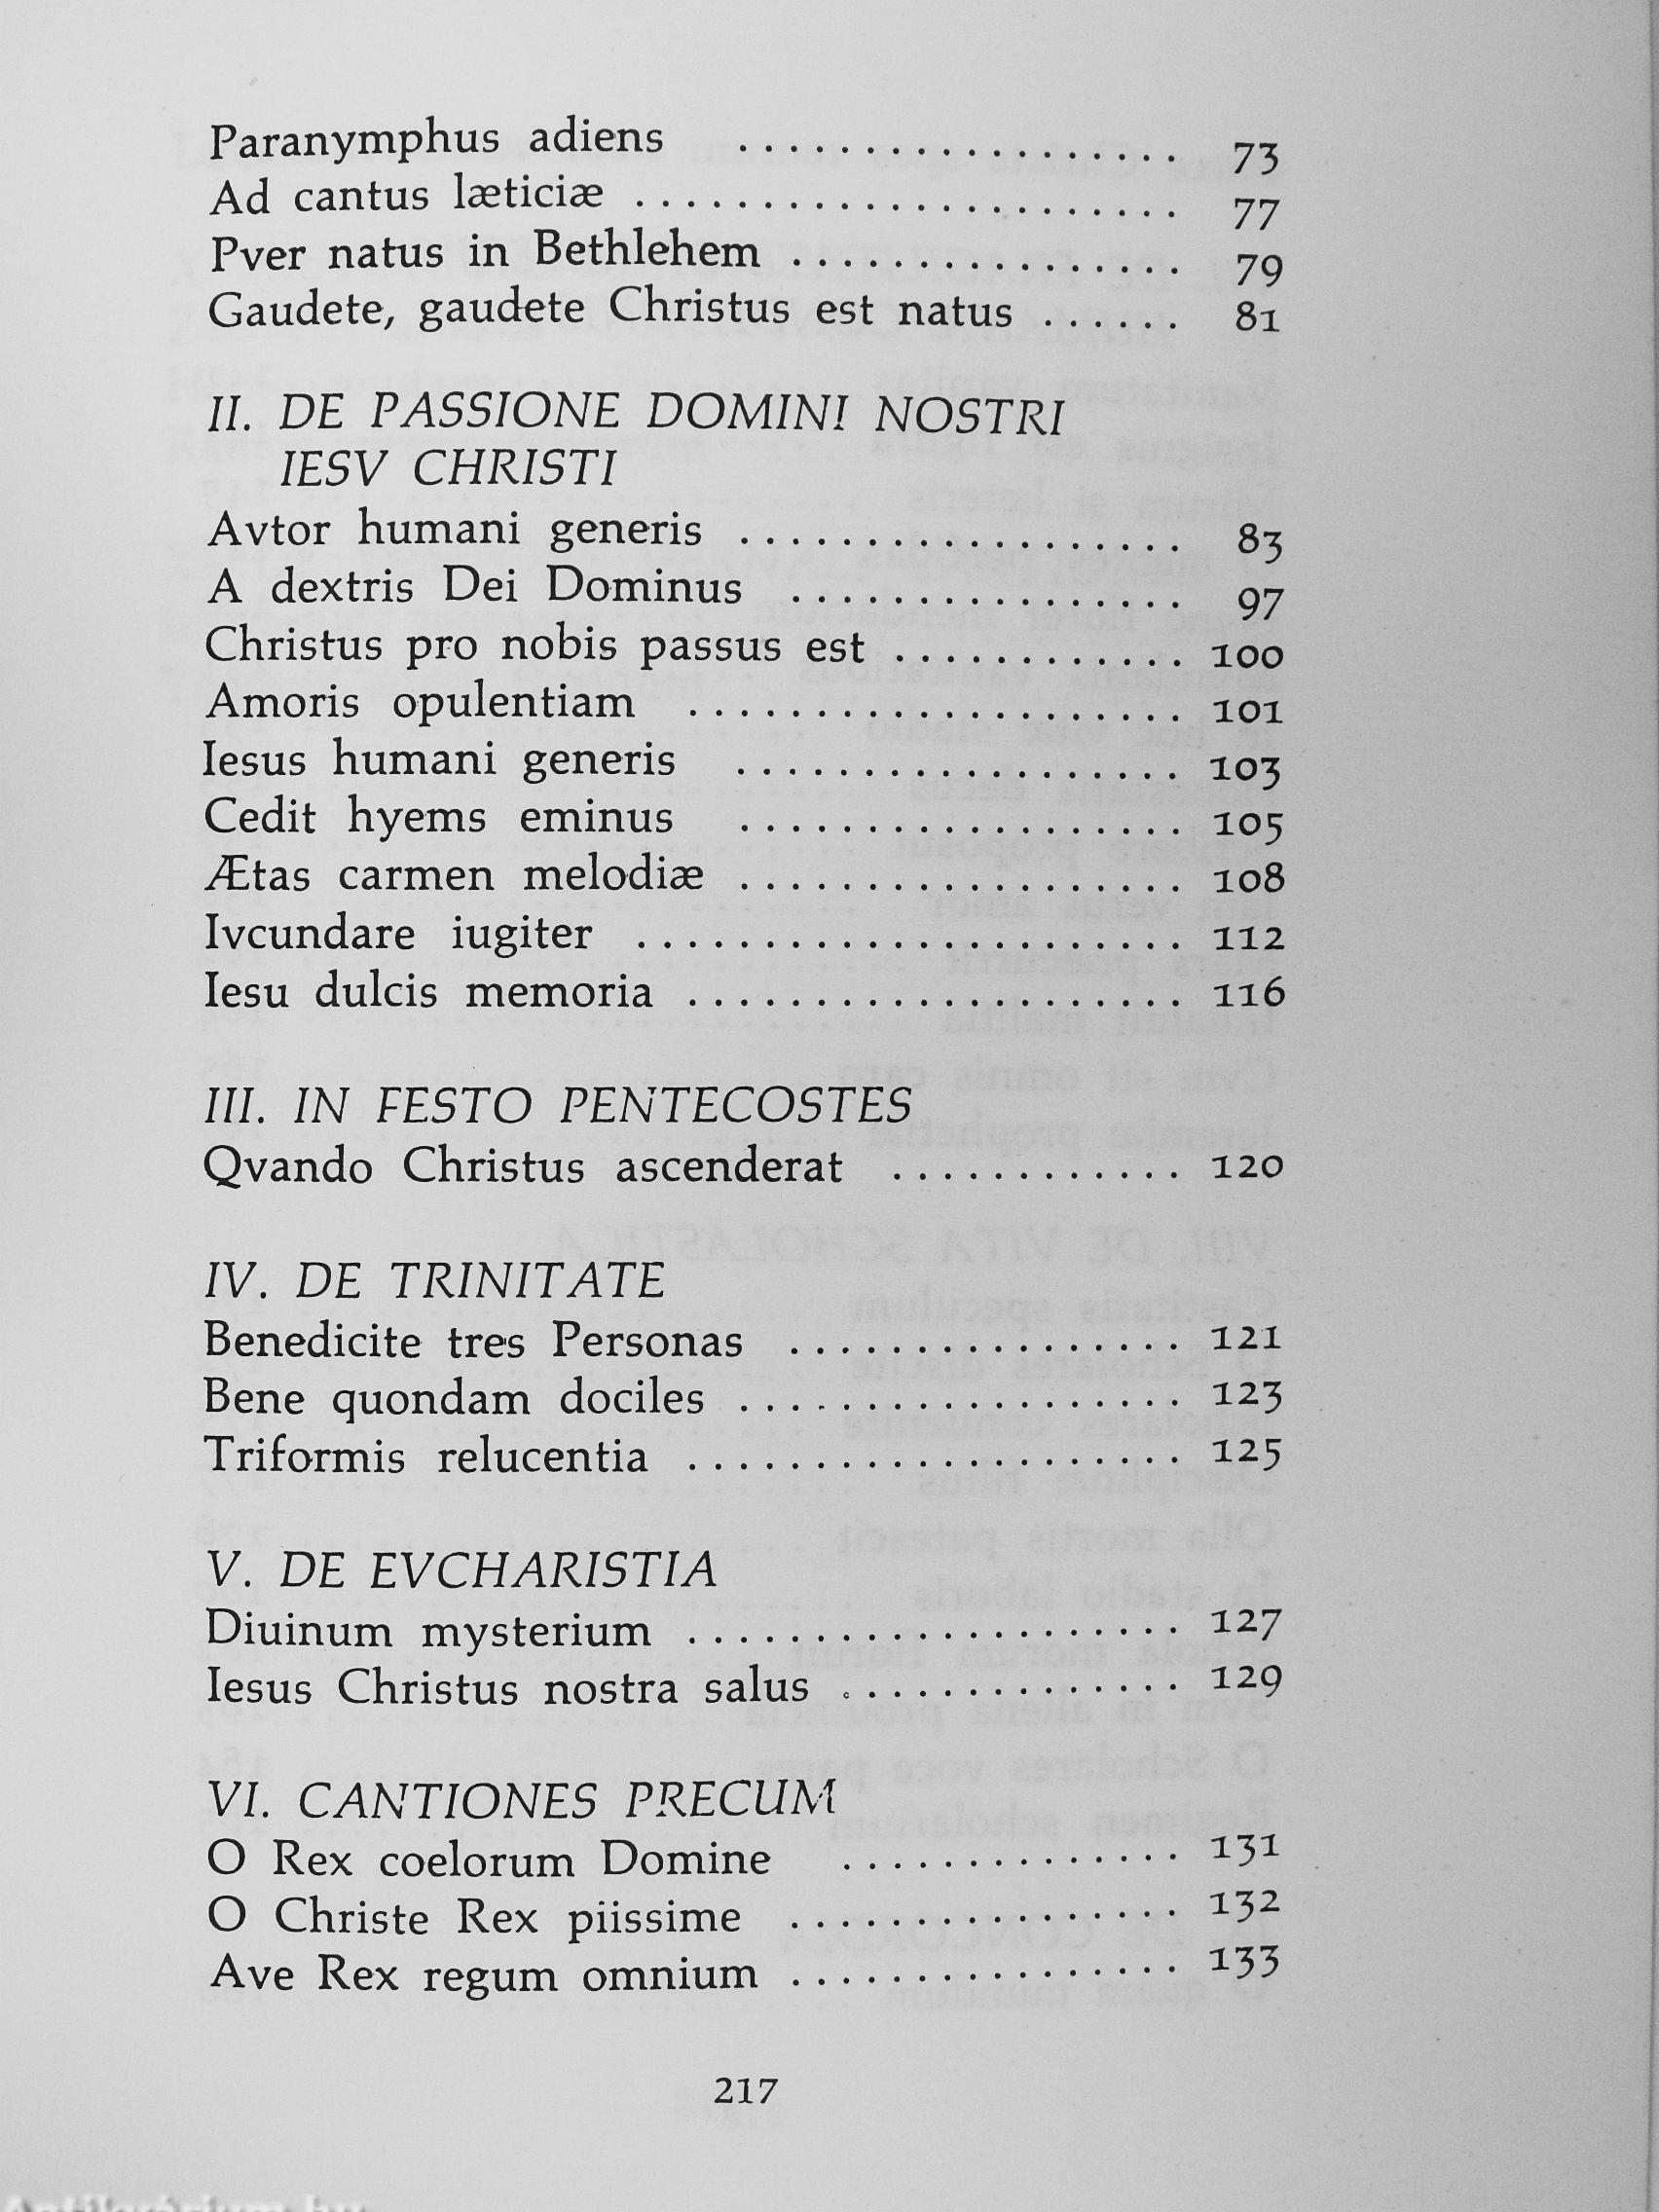 Paranymphus adiens .................. 73
Ad cantus læticiæ ...................... 77
Pver natus in Bethlehem ................ 79
Gaudete, gaudete Christus est natus ...... 81
II. DE PASSIONE DOMINI NOSTRI
IESV CHRISTI
Avtor humani generis .................. 83
A dextris Dei Dominus ................ 97
Christus pro nobis passus est ............ 100
Amoris opulentiam .................... 101
Iesus humani generis .................. 103
Cedit hyems eminus .................. 105
Ætas carmen melodiæ .................. 108
Ivcundare iugiter ...................... 112
Iesu dulcis memoria .................... 116
III. IN FESTO PENTECOSTES
Qvando Christus ascenderat ............ 120
IV. DE TRINITATE
Benedicite tres Personas ................ 121
Bene quondam dociles .................. 123
Triformis relucentia .................... 125
V. DE EVCHARISTIA
Diuinum mysterium .................... 127
Iesus Christus nostra salus .............. 129
VI. CANTIONES PRECUM
O Rex coelorum Domine .............. 131
O Christe Rex piissime ................ 132
Ave Rex regum omnium ................ 133
217
Antikvárium.hu